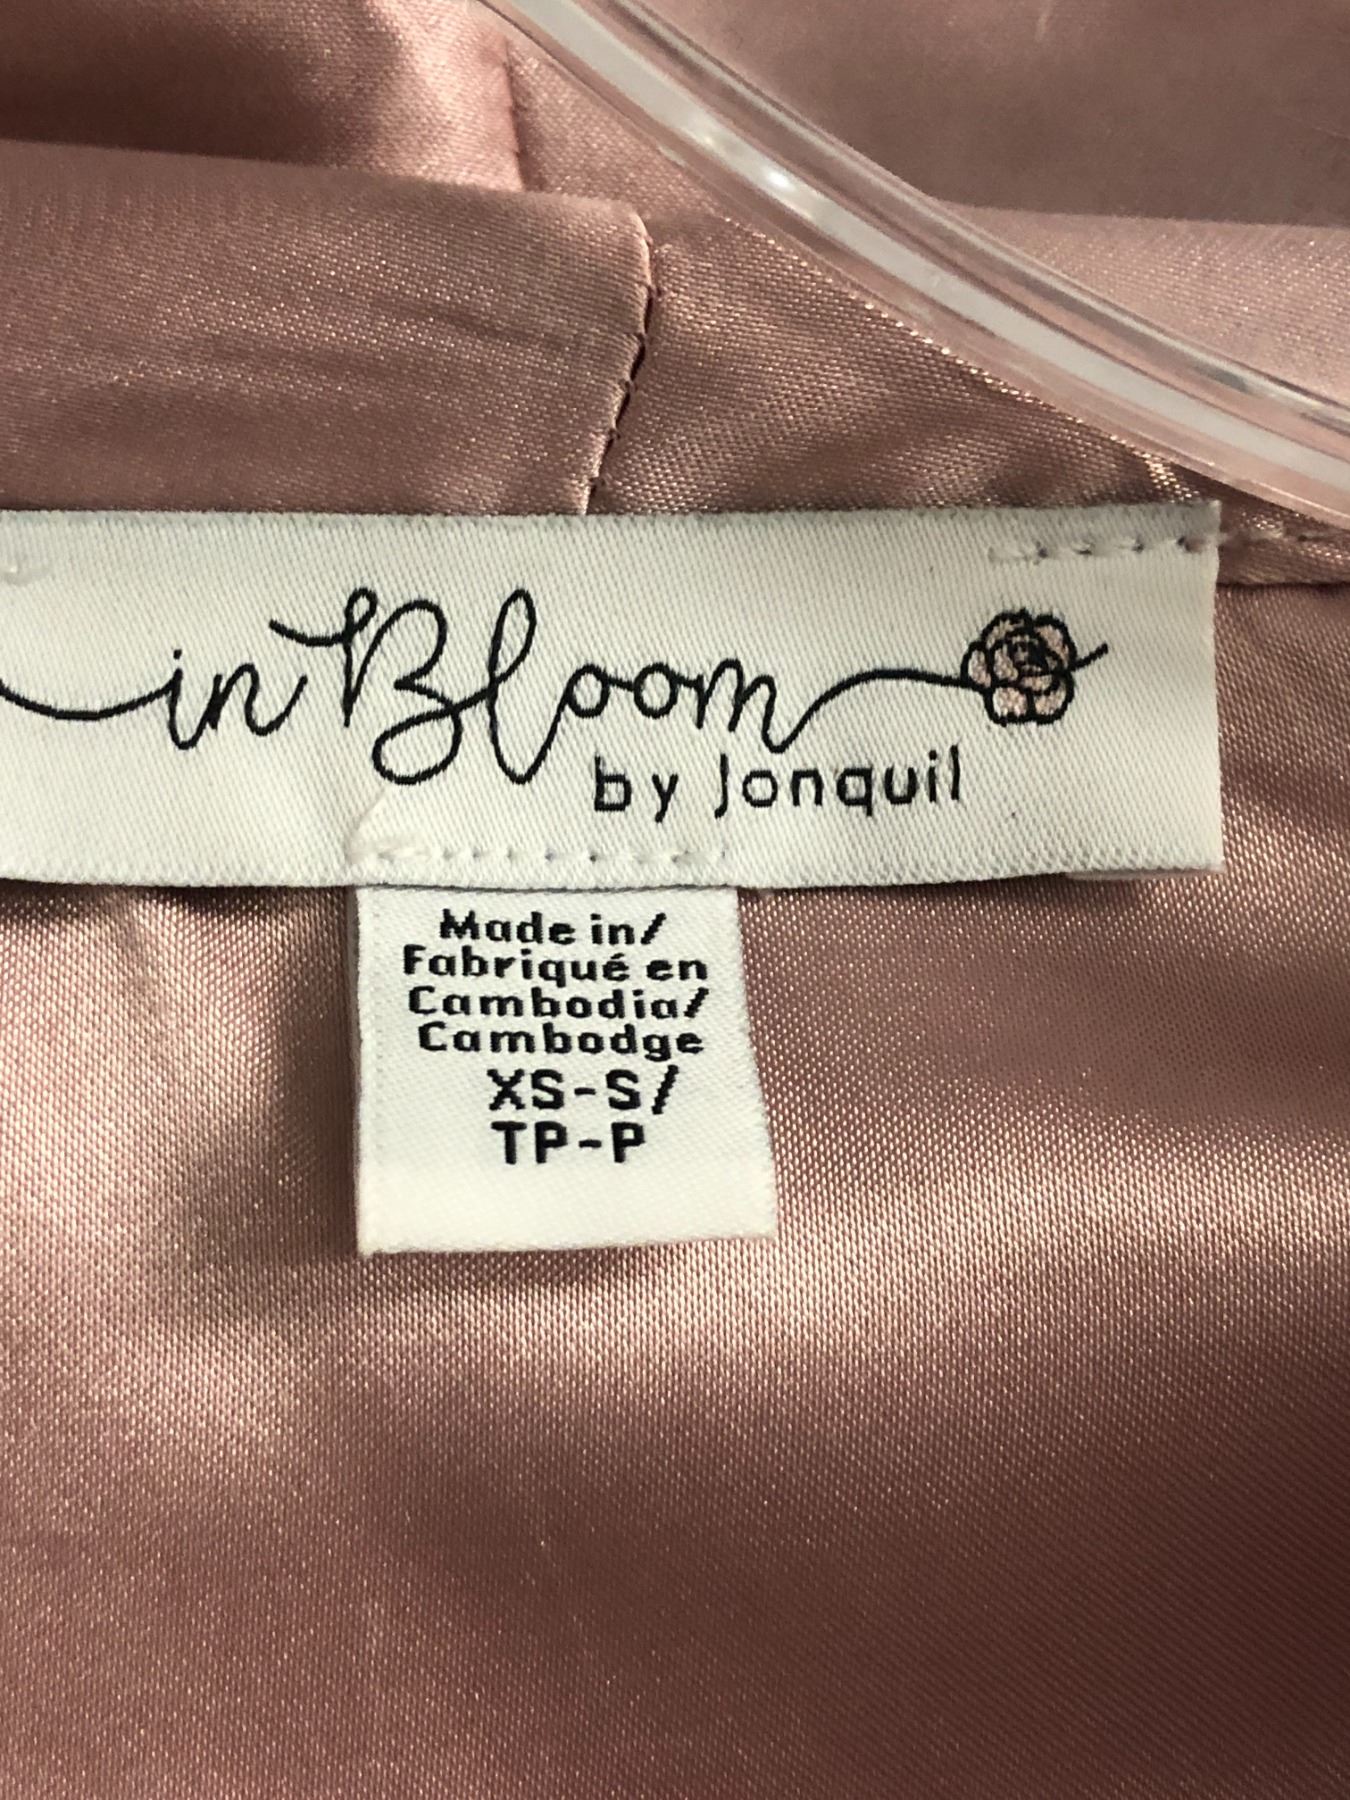 in Bloom
by Jonquil
Made in/
Fabriqué en
Cambodia/
Cambodge
XS-S/
TP-P